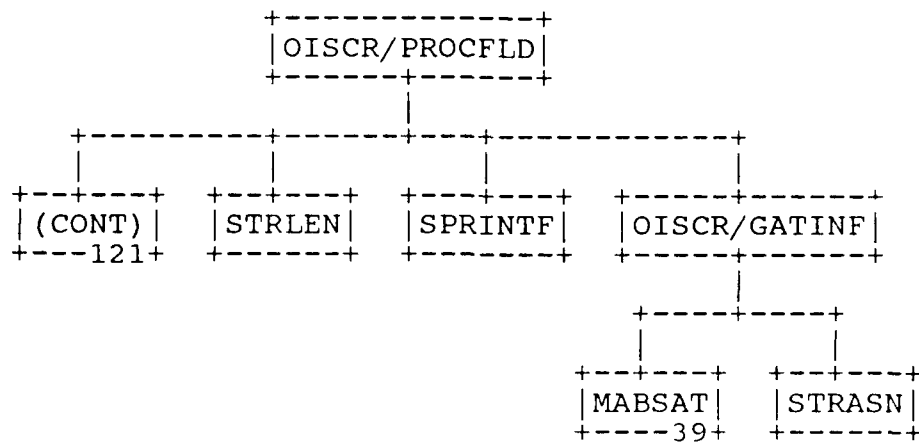 OISCR/PROCFLD
(CONT) STRLEN SPRINTF OISCR/GATINF
121
MABSAT STRASN
39